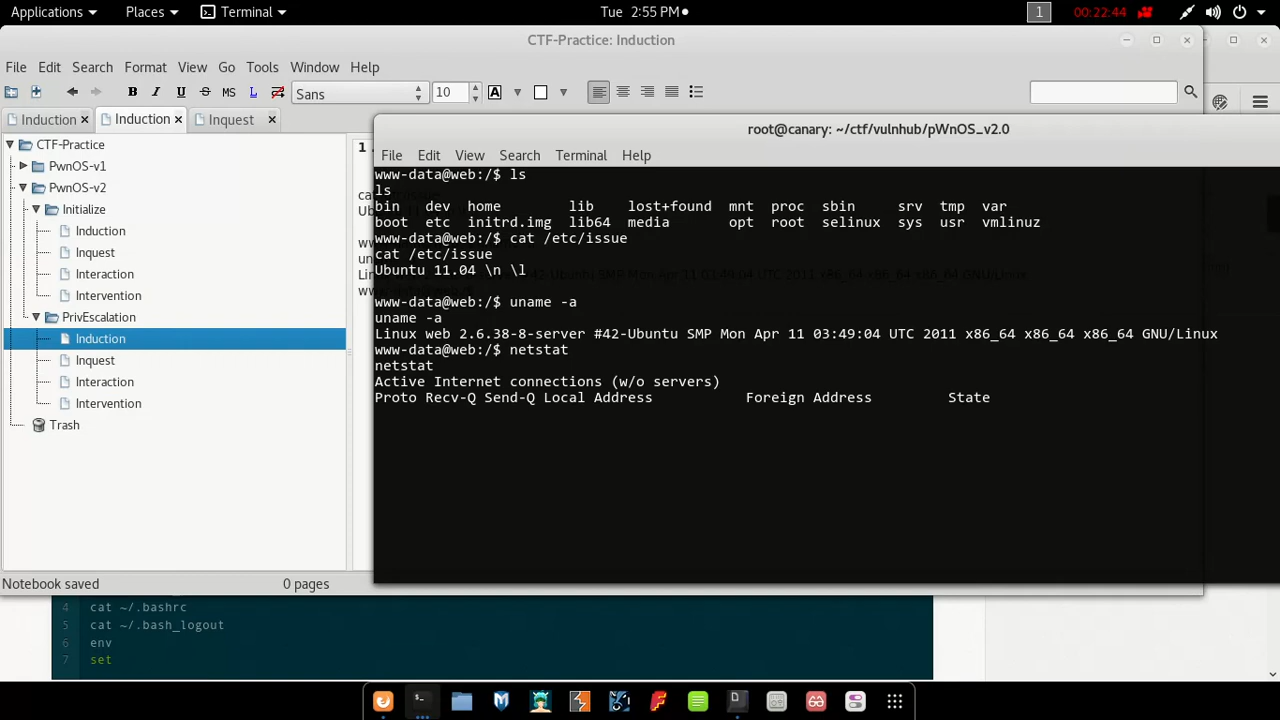 Applications Places Terminal Tue 2:55 PM 1 00:22:44
CTF-Practice: Induction
File Edit Search Format View Go Tools Window Help
B I U S MS L Sans 10 A
Induction Induction Inquest
CTF-Practice
PwnOS-v1
PwnOS-v2
Initialize
Induction
Inquest
Interaction
Intervention
PrivEscalation
Induction
Inquest
Interaction
Intervention
Trash
Notebook saved 0 pages
root@canary: ~/ctf/vulnhub/pWnOS_v2.0
File Edit View Search Terminal Help
www-data@web:/$ ls
ls
bin dev home lib lost+found mnt proc sbin srv tmp var
boot etc initrd.img lib64 media opt root selinux sys usr vmlinuz
www-data@web:/$ cat /etc/issue
cat /etc/issue
Ubuntu 11.04 \n \l
www-data@web:/$ uname -a
uname -a
Linux web 2.6.38-8-server #42-Ubuntu SMP Mon Apr 11 03:49:04 UTC 2011 x86_64 x86_64 x86_64 GNU/Linux
www-data@web:/$ netstat
netstat
Active Internet connections (w/o servers)
Proto Recv-Q Send-Q Local Address Foreign Address State
4 cat ~/.bashrc
5 cat ~/.bash_logout
6 env
7 set